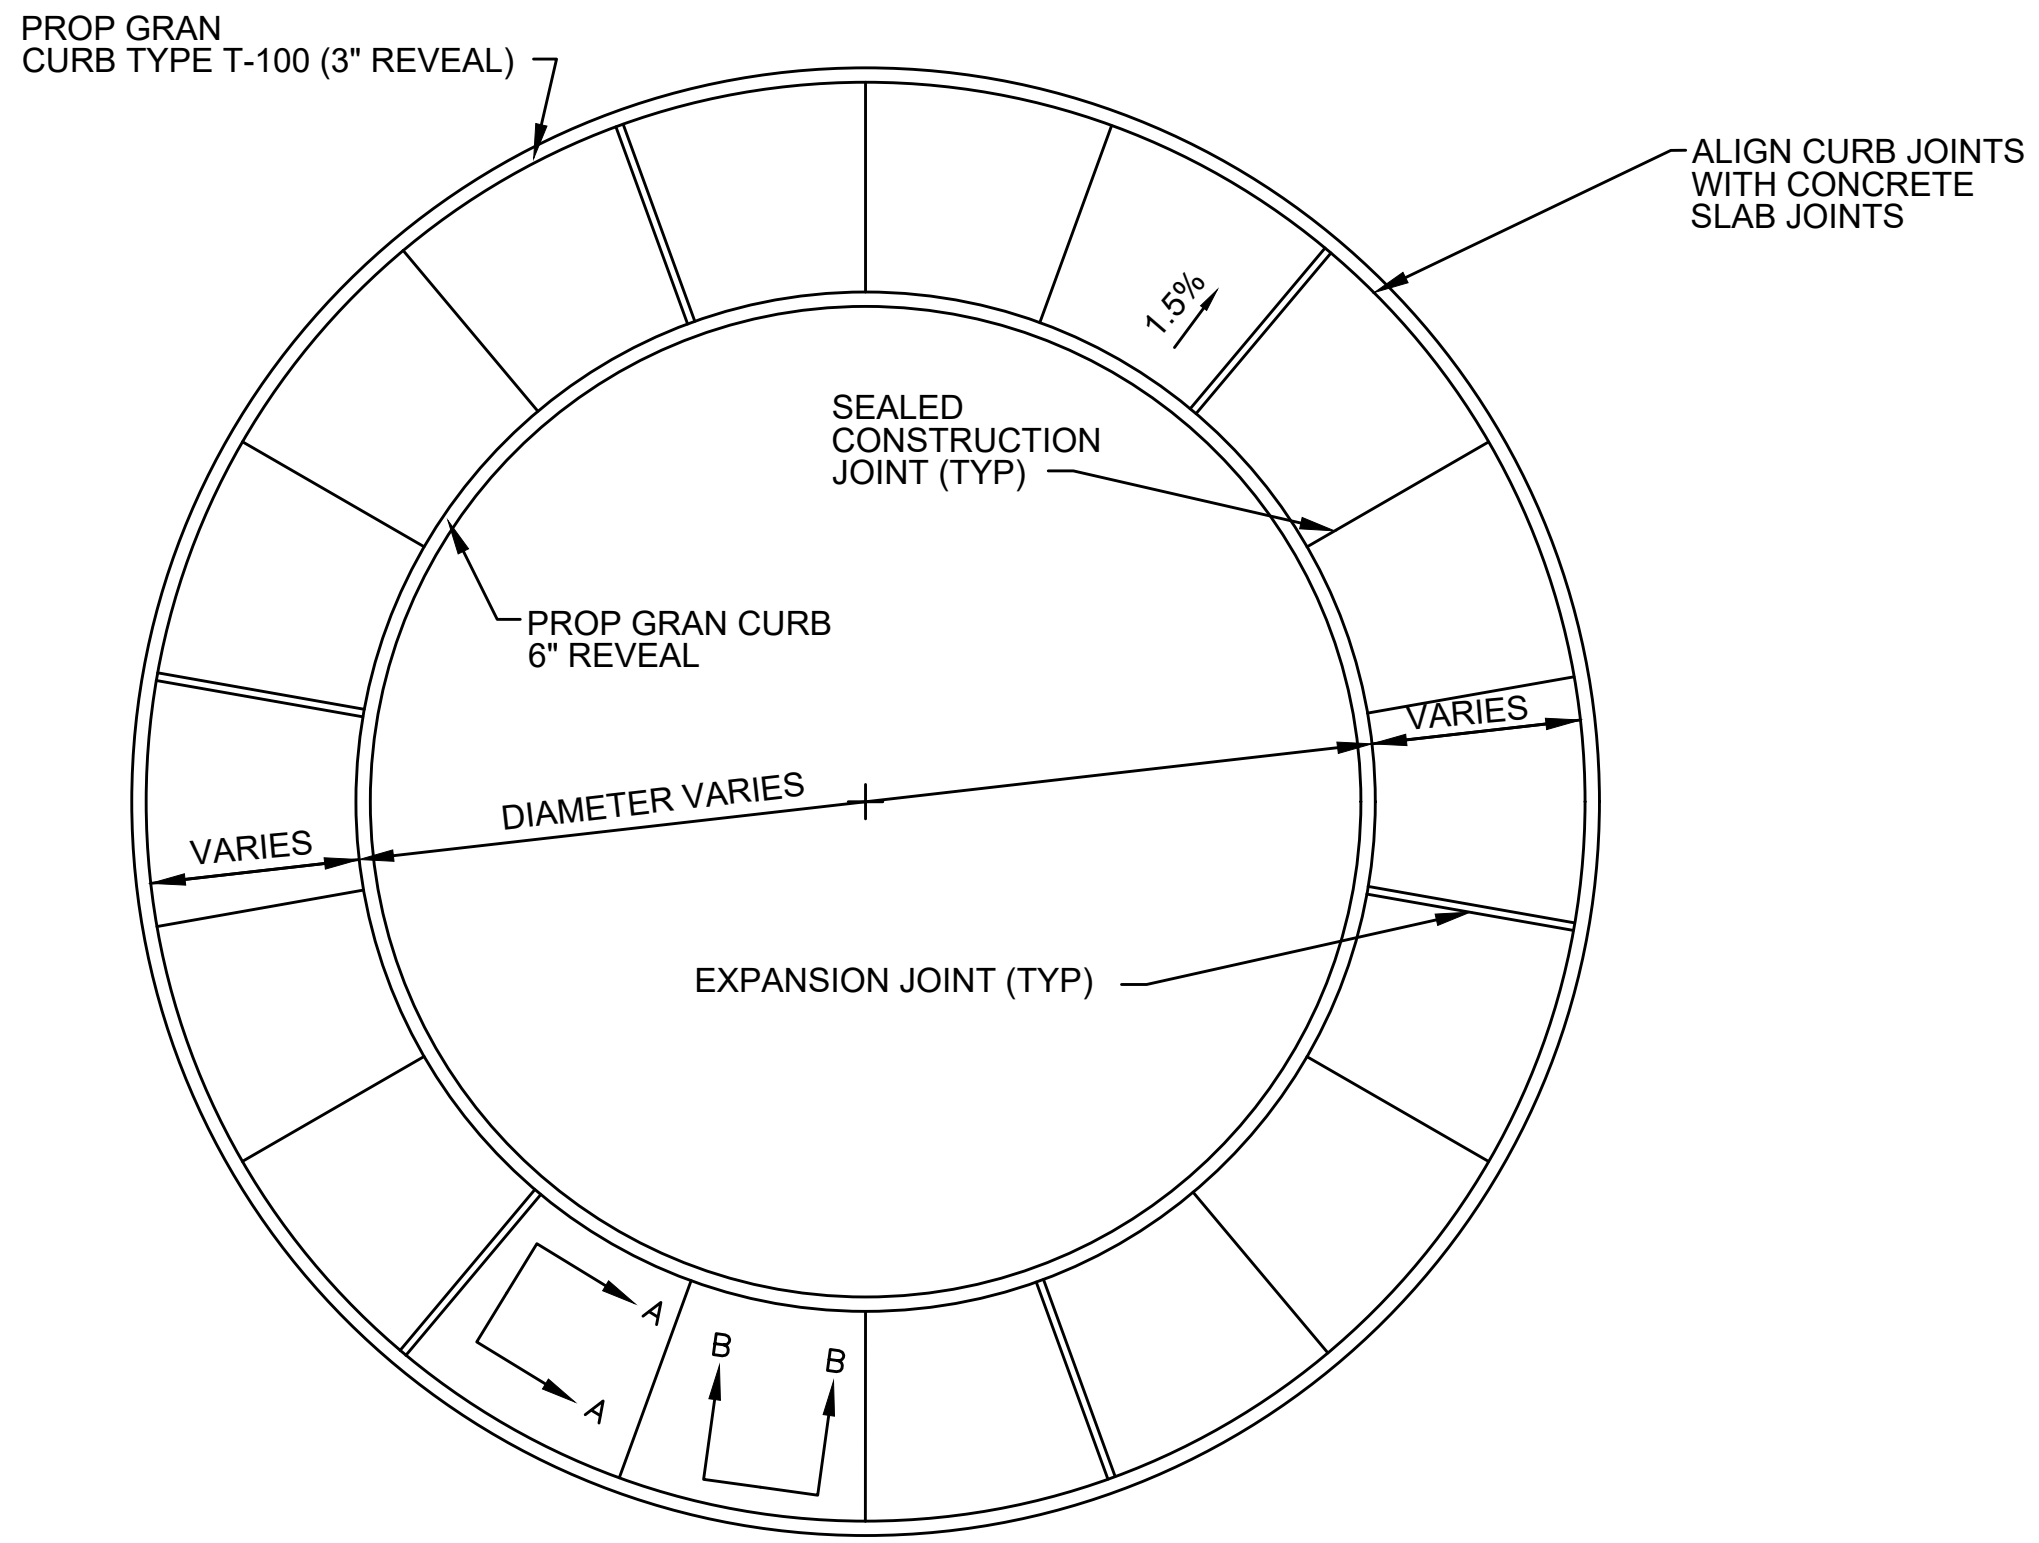 PROP GRAN
CURB TYPE T-100 (3" REVEAL)
ALIGN CURB JOINTS
WITH CONCRETE
SLAB JOINTS
1.5%
SEALED
CONSTRUCTION
JOINT (TYP)
PROP GRAN CURB
6" REVEAL
VARIES
DIAMETER VARIES
VARIES
EXPANSION JOINT (TYP)
A
A
B
B